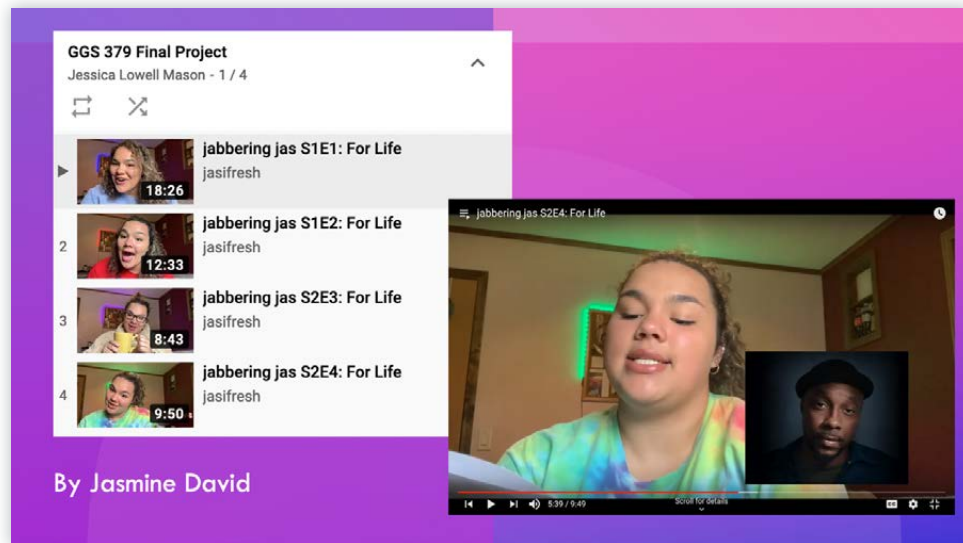 GGS 379 Final Project
Jessica Lowell Mason - 1 / 4
jabbering jas S1E1: For Life
jasifresh
18:26
2
jabbering jas S1E2: For Life
jasifresh
12:33
3
jabbering jas S2E3: For Life
jasifresh
8:43
4
jabbering jas S2E4: For Life
jasifresh
9:50
By Jasmine David
jabbering jas S2E4: For Life
5:39 / 9:49
Scroll for details
CC